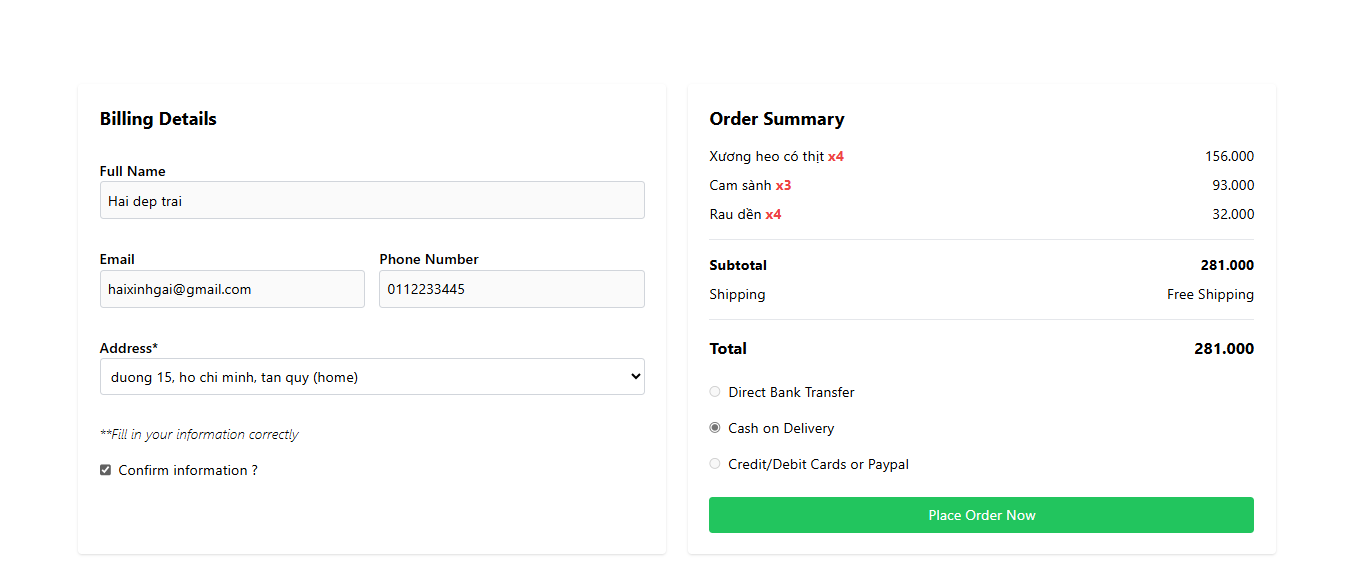 Billing Details
Full Name
Hai dep trai
Email
Phone Number
haixinhgai@gmail.com
0112233445
Address*
duong 15, ho chi minh, tan quy (home)
**Fill in your information correctly
Confirm information ?
Order Summary
Xương heo có thịt x4 156.000
Cam sành x3 93.000
Rau dền x4 32.000
Subtotal 281.000
Shipping Free Shipping
Total 281.000
Direct Bank Transfer
Cash on Delivery
Credit/Debit Cards or Paypal
Place Order Now